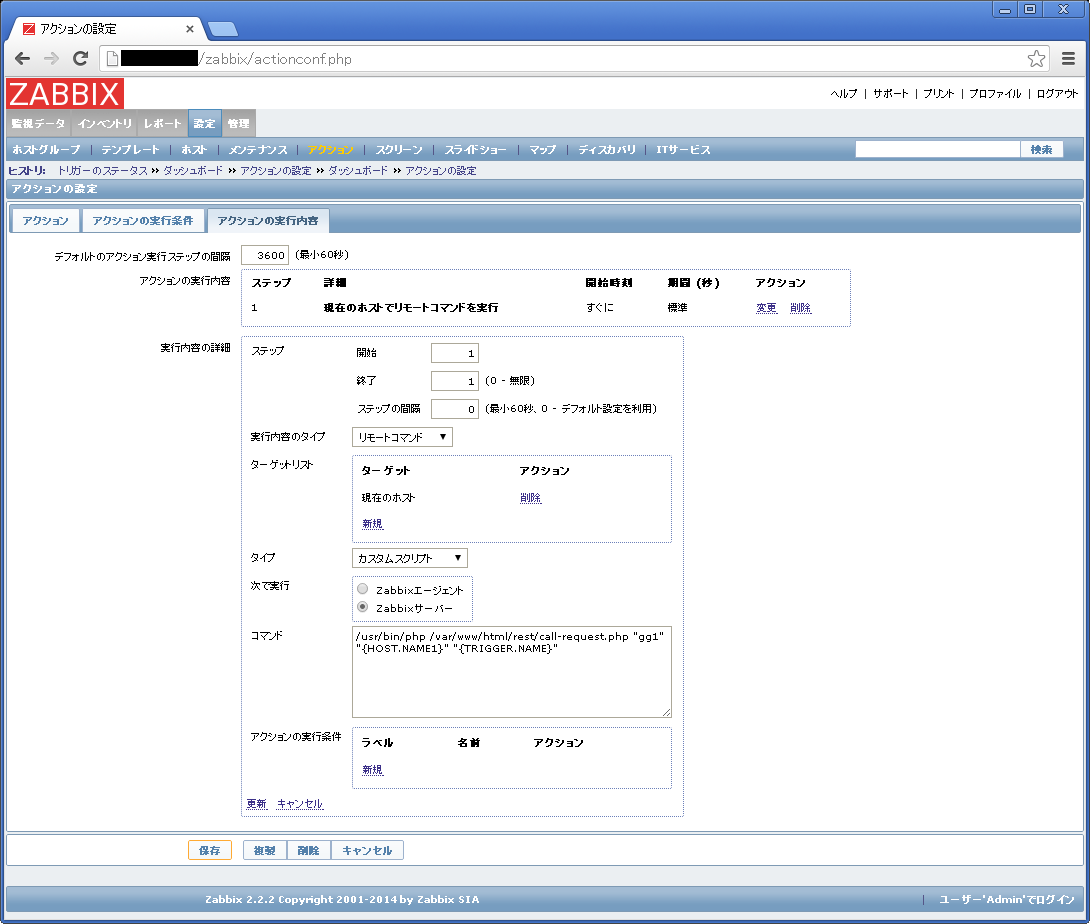 アクションの設定
/zabbix/actionconf.php
ZABBIX
ヘルプ | サポート | プリント | プロファイル | ログアウト
監視データ インベントリ レポート 設定 管理
ホストグループ | テンプレート | ホスト | メンテナンス | アクション | スクリーン | スライドショー | マップ | ディスカバリ | ITサービス 検索
ヒストリ: トリガーのステータス » ダッシュボード » アクションの設定 » ダッシュボード » アクションの設定
アクションの設定
アクション アクションの実行条件 アクションの実行内容
デフォルトのアクション実行ステップの間隔 3600 (最小60秒)
アクションの実行内容 ステップ 詳細 開始時刻 期間 (秒) アクション
1 現在のホストでリモートコマンドを実行 すぐに 標準 変更 削除
実行内容の詳細 ステップ 開始 1
終了 1 (0 - 無限)
ステップの間隔 0 (最小60秒、0 - デフォルト設定を利用)
実行内容のタイプ リモートコマンド
ターゲットリスト ターゲット アクション
現在のホスト 削除
新規
タイプ カスタムスクリプト
次で実行 Zabbixエージェント
Zabbixサーバー
コマンド /usr/bin/php /var/www/html/rest/call-request.php "gg1"
"{HOST.NAME1}" "{TRIGGER.NAME}"
アクションの実行条件 ラベル 名前 アクション
新規
更新 キャンセル
保存 複製 削除 キャンセル
Zabbix 2.2.2 Copyright 2001-2014 by Zabbix SIA | ユーザー'Admin'でログイン